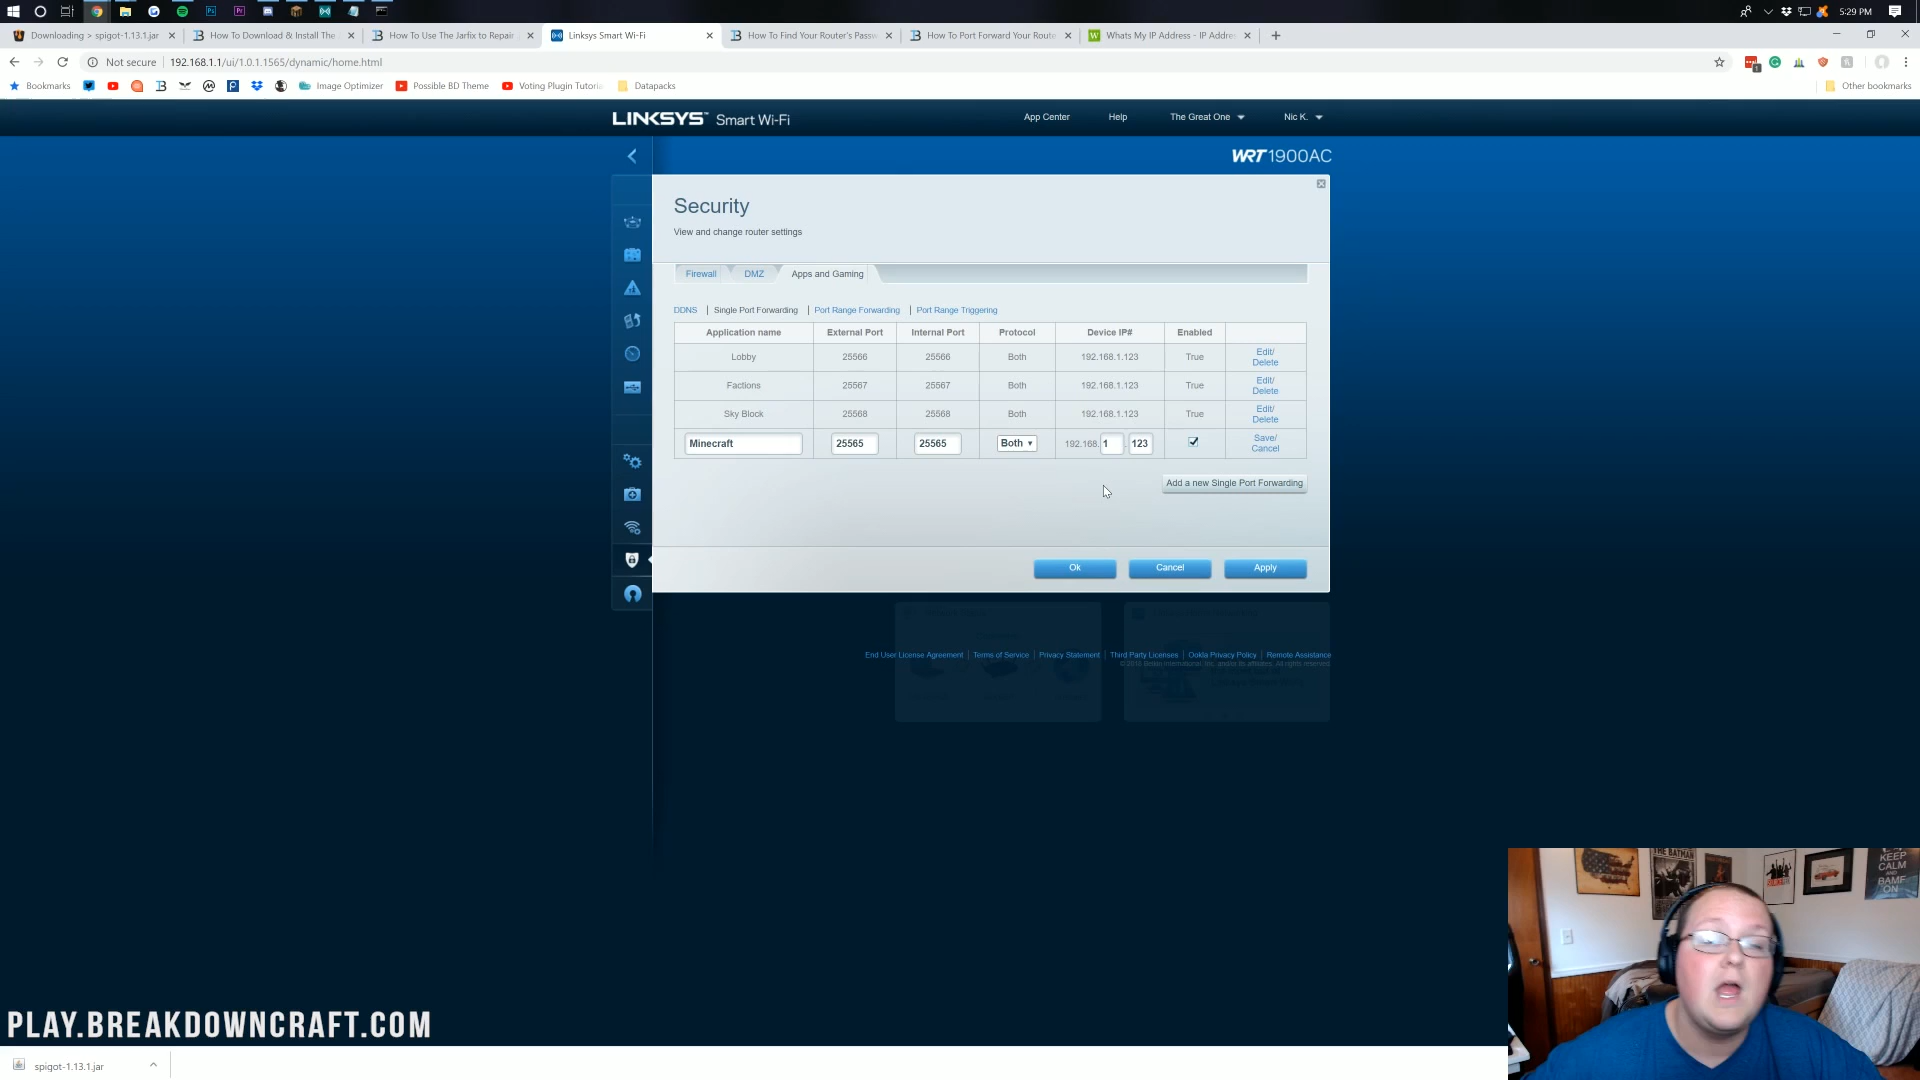 5:29 PM
Downloading > spigot-1.13.1.jar
How To Download & Install The
How To Use The Jarfix to Repair
Linksys Smart Wi-Fi
How To Find Your Router's Passw
How To Port Forward Your Route
Whats My IP Address - IP Addre
Not secure | 192.168.1.1/ui/1.0.1.1565/dynamic/home.html
Bookmarks
Image Optimizer
Possible BD Theme
Voting Plugin Tutoria
Datapacks
Other bookmarks
LINKSYS™ Smart Wi-Fi
App Center
Help
The Great One
Nic K.
WRT1900AC
Security
View and change router settings
Firewall
DMZ
Apps and Gaming
DDNS | Single Port Forwarding | Port Range Forwarding | Port Range Triggering
Application name External Port Internal Port Protocol Device IP# Enabled
Lobby 25566 25566 Both 192.168.1.123 True Edit/
Delete
Factions 25567 25567 Both 192.168.1.123 True Edit/
Delete
Sky Block 25568 25568 Both 192.168.1.123 True Edit/
Delete
Minecraft 25565 25565 Both 192.168. 1 . 123 Save/
Cancel
Add a new Single Port Forwarding
Ok
Cancel
Apply
End User License Agreement | Terms of Service | Privacy Statement | Third Party Licenses | Ookla Privacy Policy | Remote Assistance
THE BATMAN
KEEP
CALM
AND
BAMF
ON
PLAY.BREAKDOWNCRAFT.COM
spigot-1.13.1.jar